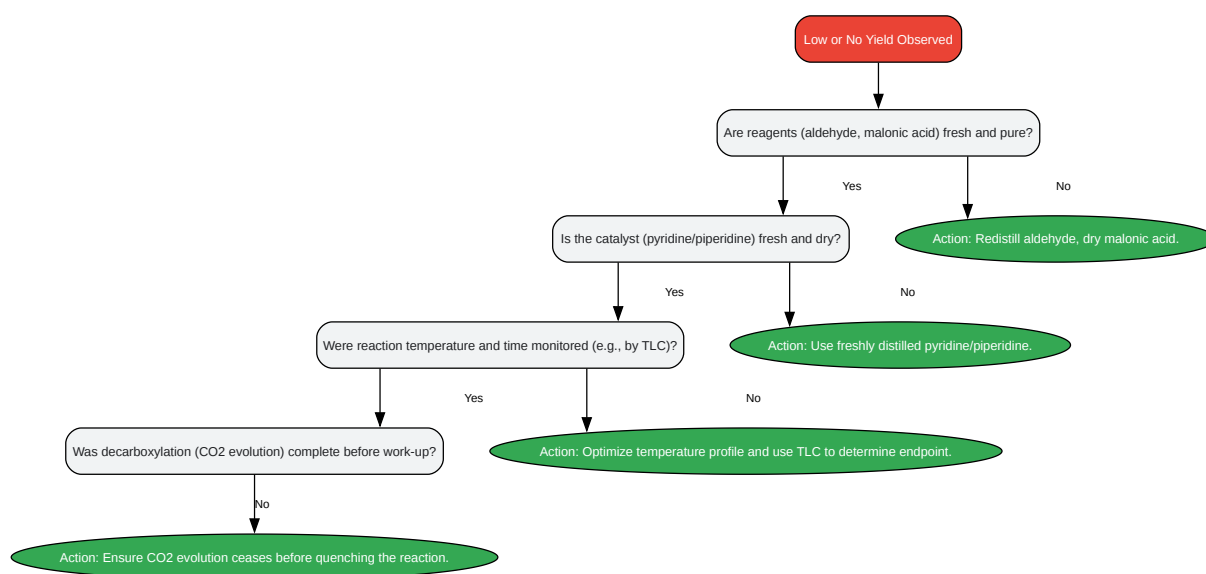 Low or No Yield Observed
Are reagents (aldehyde, malonic acid) fresh and pure?
Yes
No
Is the catalyst (pyridine/piperidine) fresh and dry?
Action: Redistill aldehyde, dry malonic acid.
Yes
No
Were reaction temperature and time monitored (e.g., by TLC)?
Action: Use freshly distilled pyridine/piperidine.
Yes
No
Was decarboxylation (CO2 evolution) complete before work-up?
Action: Optimize temperature profile and use TLC to determine endpoint.
No
Action: Ensure CO2 evolution ceases before quenching the reaction.